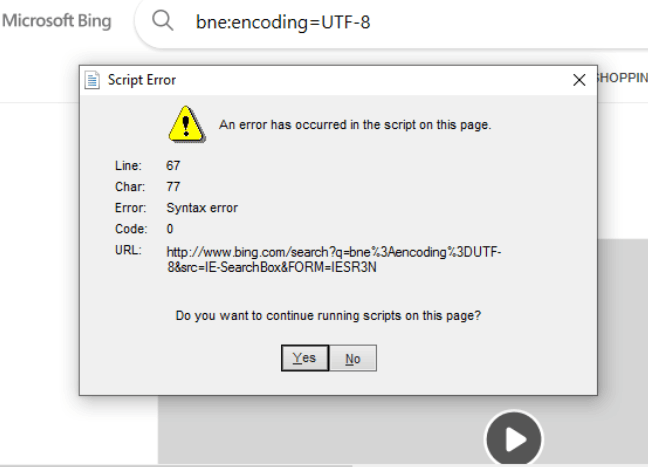 Microsoft Bing
bne:encoding=UTF-8
Script Error
SHOPPIN
An error has occurred in the script on this page.
Line: 67
Char: 77
Error: Syntax error
Code: 0
URL: http://www.bing.com/search?q=bne%3Aencoding%3DUTF-
8&src=IE-SearchBox&FORM=IESR3N
Do you want to continue running scripts on this page?
Yes No